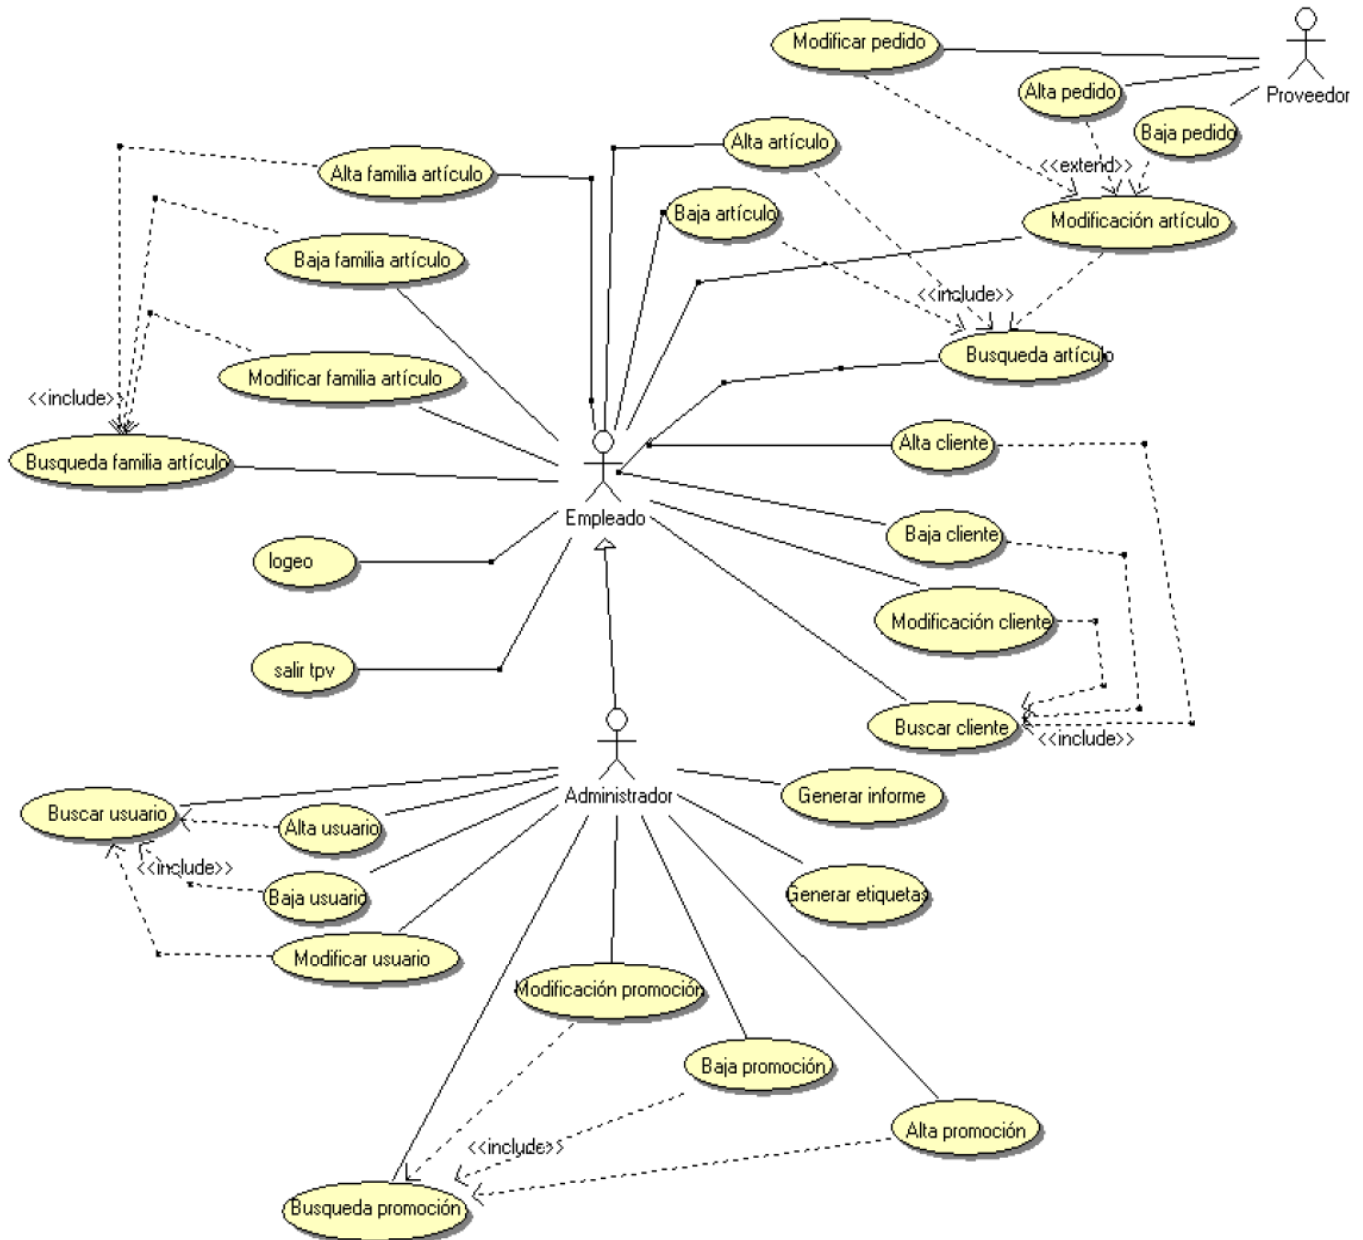 Modificar pedido
Alta pedido
Proveedor
Baja pedido
Alta artículo
<<extend>>
Alta familia artículo
Baja artículo
Modificación artículo
Baja familia artículo
<<include>>
Busqueda artículo
Modificar familia artículo
<<include>>
Alta cliente
Busqueda familia artículo
Empleado
Baja cliente
logeo
Modificación cliente
salir tpv
Buscar cliente
<<include>>
Administrador
Generar informe
Buscar usuario
Alta usuario
<<include>>
Baja usuario
Generar etiquetas
Modificar usuario
Modificación promoción
Baja promoción
Alta promoción
<<include>>
Busqueda promoción